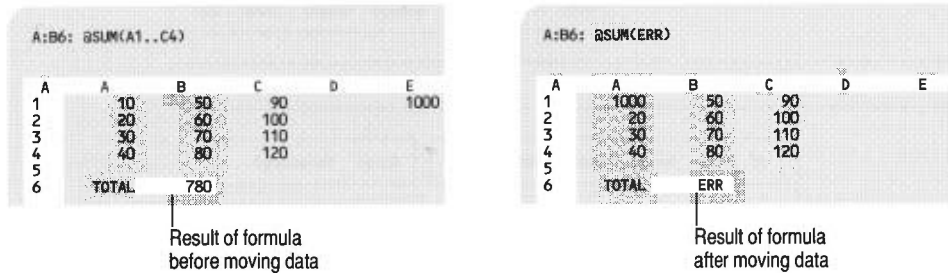 A:B6: @SUM(A1..C4)
A A B C D E
1 10 50 90 1000
2 20 60 100
3 30 70 110
4 40 80 120
5
6 TOTAL 780
Result of formula
before moving data
A:B6: @SUM(ERR)
A A B C D E
1 1000 50 90
2 20 60 100
3 30 70 110
4 40 80 120
5
6 TOTAL ERR
Result of formula
after moving data